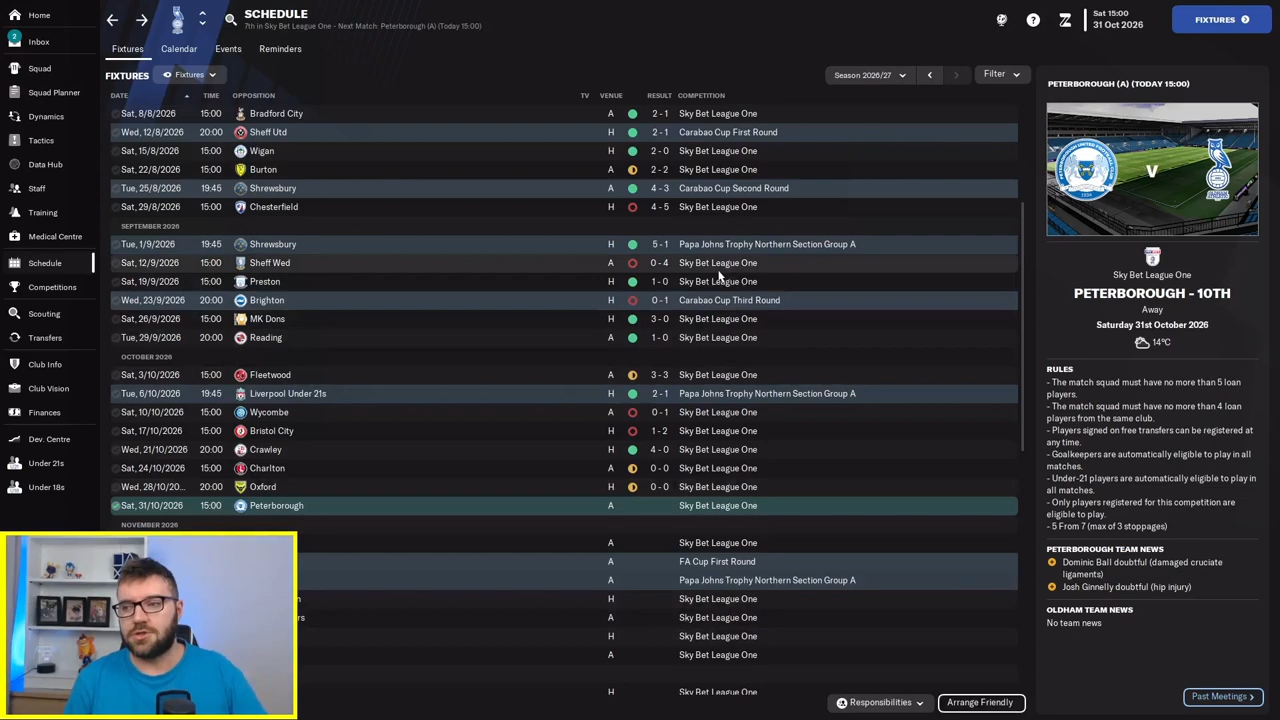 Home
2
Inbox
Squad
Squad Planner
Dynamics
Tactics
Data Hub
Staff
Training
Medical Centre
Schedule
Competitions
Scouting
Transfers
Club Info
Club Vision
Finances
Dev. Centre
Under 21s
Under 18s
SCHEDULE
7th in Sky Bet League One - Next Match: Peterborough (A) (Today 15:00)
Sat 15:00
31 Oct 2026
FIXTURES
Fixtures Calendar Events Reminders
FIXTURES Fixtures Season 2026/27 Filter
DATE TIME OPPOSITION TV VENUE RESULT COMPETITION
Sat, 8/8/2026 15:00 Bradford City A 2 - 1 Sky Bet League One
Wed, 12/8/2026 20:00 Sheff Utd H 2 - 1 Carabao Cup First Round
Sat, 15/8/2026 15:00 Wigan H 2 - 0 Sky Bet League One
Sat, 22/8/2026 15:00 Burton A 2 - 2 Sky Bet League One
Tue, 25/8/2026 19:45 Shrewsbury A 4 - 3 Carabao Cup Second Round
Sat, 29/8/2026 15:00 Chesterfield H 4 - 5 Sky Bet League One
SEPTEMBER 2026
Tue, 1/9/2026 19:45 Shrewsbury H 5 - 1 Papa Johns Trophy Northern Section Group A
Sat, 12/9/2026 15:00 Sheff Wed A 0 - 4 Sky Bet League One
Sat, 19/9/2026 15:00 Preston H 1 - 0 Sky Bet League One
Wed, 23/9/2026 20:00 Brighton H 0 - 1 Carabao Cup Third Round
Sat, 26/9/2026 15:00 MK Dons H 3 - 0 Sky Bet League One
Tue, 29/9/2026 20:00 Reading A 1 - 0 Sky Bet League One
OCTOBER 2026
Sat, 3/10/2026 15:00 Fleetwood A 3 - 3 Sky Bet League One
Tue, 6/10/2026 19:45 Liverpool Under 21s H 2 - 1 Papa Johns Trophy Northern Section Group A
Sat, 10/10/2026 15:00 Wycombe H 0 - 1 Sky Bet League One
Sat, 17/10/2026 15:00 Bristol City A 1 - 2 Sky Bet League One
Wed, 21/10/2026 20:00 Crawley H 4 - 0 Sky Bet League One
Sat, 24/10/2026 15:00 Charlton A 0 - 0 Sky Bet League One
Wed, 28/10/20... 20:00 Oxford H 0 - 0 Sky Bet League One
Sat, 31/10/2026 15:00 Peterborough A Sky Bet League One
NOVEMBER 2026
A Sky Bet League One
A FA Cup First Round
A Papa Johns Trophy Northern Section Group A
H Sky Bet League One
A Sky Bet League One
H Sky Bet League One
A Sky Bet League One
H Sky Bet League One
Responsibilities Arrange Friendly
PETERBOROUGH (A) (TODAY 15:00)
V
Sky Bet League One
PETERBOROUGH - 10TH
Away
Saturday 31st October 2026
14°C
RULES
- The match squad must have no more than 5 loan
players.
- The match squad must have no more than 4 loan
players from the same club.
- Players signed on free transfers can be registered at
any time.
- Goalkeepers are automatically eligible to play in all
matches.
- Under-21 players are automatically eligible to play in
all matches.
- Only players registered for this competition are
eligible to play.
- 5 From 7 (max of 3 stoppages)
PETERBOROUGH TEAM NEWS
Dominic Ball doubtful (damaged cruciate
ligaments)
Josh Ginnelly doubtful (hip injury)
OLDHAM TEAM NEWS
No team news
Past Meetings >